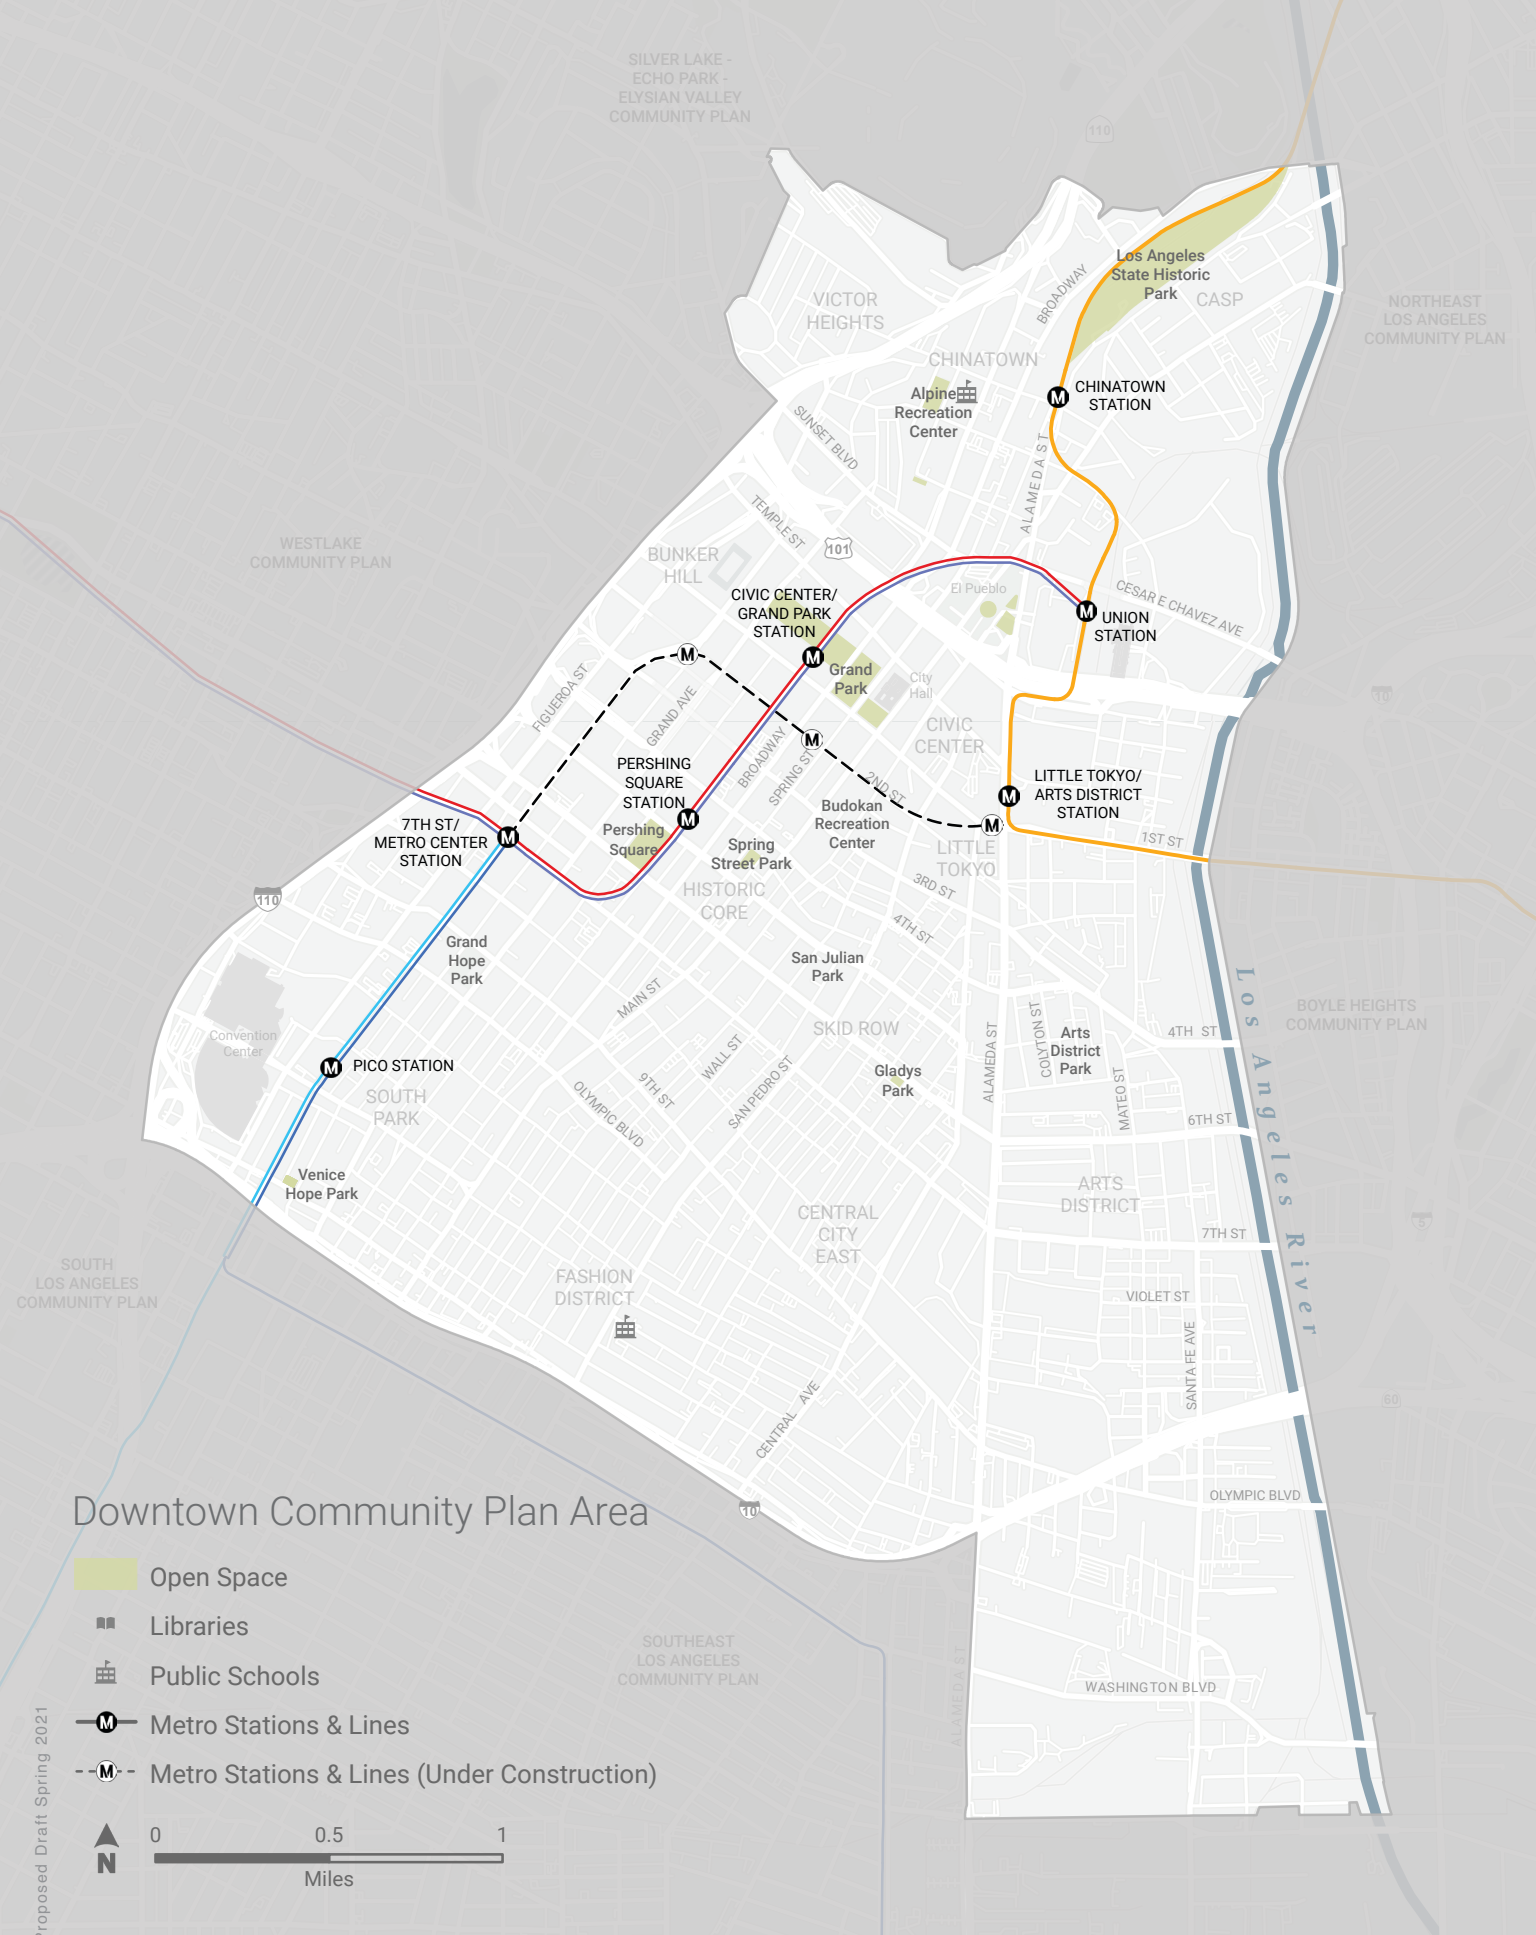 SILVER LAKE -
ECHO PARK -
ELYSIAN VALLEY
COMMUNITY PLAN
110
Los Angeles
State Historic
Park
CASP
VICTOR
HEIGHTS
BROADWAY
NORTHEAST
LOS ANGELES
COMMUNITY PLAN
CHINATOWN
Alpine
Recreation
Center
M
CHINATOWN
STATION
SUNSET BLVD
ALAMEDA ST
TEMPLE ST
101
WESTLAKE
COMMUNITY PLAN
BUNKER
HILL
El Pueblo
CESAR E CHAVEZ AVE
CIVIC CENTER/
GRAND PARK
STATION
M
M
UNION
STATION
M
Grand
Park
City
Hall
FIGUEROA ST
GRAND AVE
10
CIVIC
CENTER
M
BROADWAY
SPRING ST
PERSHING
SQUARE
STATION
M
2ND ST
LITTLE TOKYO/
ARTS DISTRICT
STATION
M
M
Budokan
Recreation
Center
7TH ST/
METRO CENTER
STATION
M
Pershing
Square
Spring
Street Park
LITTLE
TOKYO
1ST ST
HISTORIC
CORE
3RD ST
4TH ST
110
Grand
Hope
Park
San Julian
Park
MAIN ST
SKID ROW
Los Angeles River
BOYLE HEIGHTS
COMMUNITY PLAN
Convention
Center
WALL ST
ALAMEDA ST
COLYTON ST
Arts
District
Park
4TH ST
M
PICO STATION
9TH ST
SAN PEDRO ST
Gladys
Park
MATEO ST
SOUTH
PARK
OLYMPIC BLVD
6TH ST
Venice
Hope Park
ARTS
DISTRICT
CENTRAL
CITY
EAST
5
7TH ST
SOUTH
LOS ANGELES
COMMUNITY PLAN
FASHION
DISTRICT
VIOLET ST
SANTA FE AVE
CENTRAL AVE
60
10
OLYMPIC BLVD
SOUTHEAST
LOS ANGELES
COMMUNITY PLAN
ALAMEDA ST
WASHINGTON BLVD
Downtown Community Plan Area
Open Space
Libraries
Public Schools
M
Metro Stations & Lines
M
Metro Stations & Lines (Under Construction)
N
0 0.5 1
Miles
Proposed Draft Spring 2021